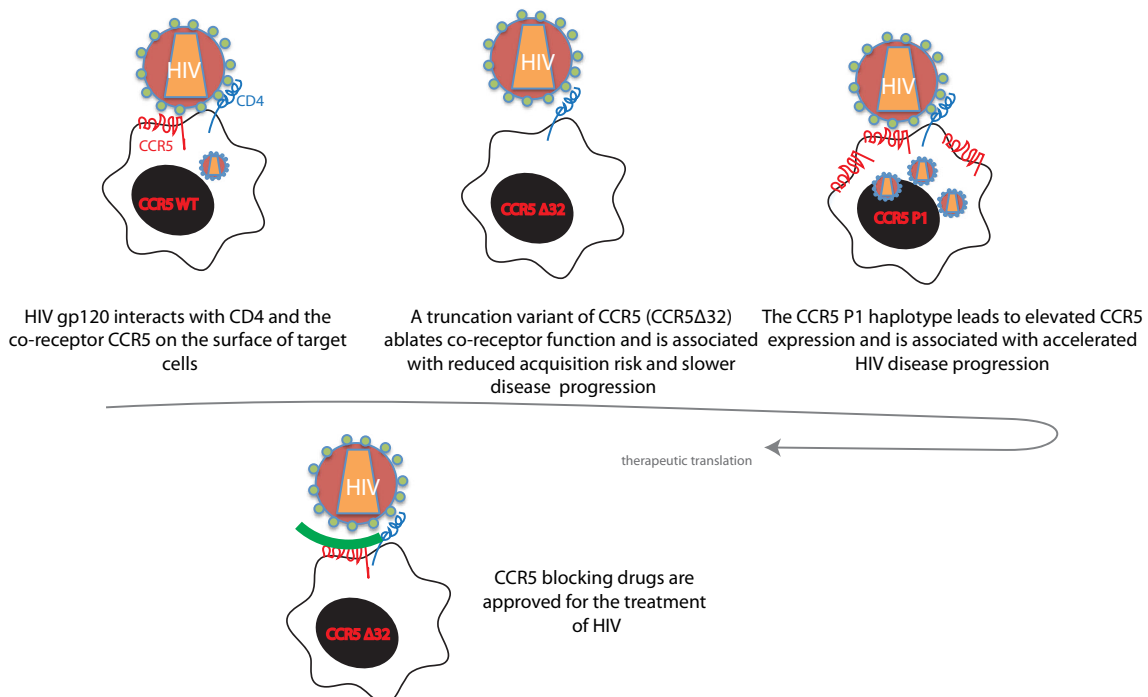 HIV
CD4
CCR5
CCR5 WT
HIV
CCR5 Δ32
HIV
CCR5 P1
HIV gp120 interacts with CD4 and the
co-receptor CCR5 on the surface of target
cells
A truncation variant of CCR5 (CCR5Δ32)
ablates co-receptor function and is associated
with reduced acquisition risk and slower
disease progression
The CCR5 P1 haplotype leads to elevated CCR5
expression and is associated with accelerated
HIV disease progression
therapeutic translation
HIV
CCR5 Δ32
CCR5 blocking drugs are
approved for the treatment
of HIV